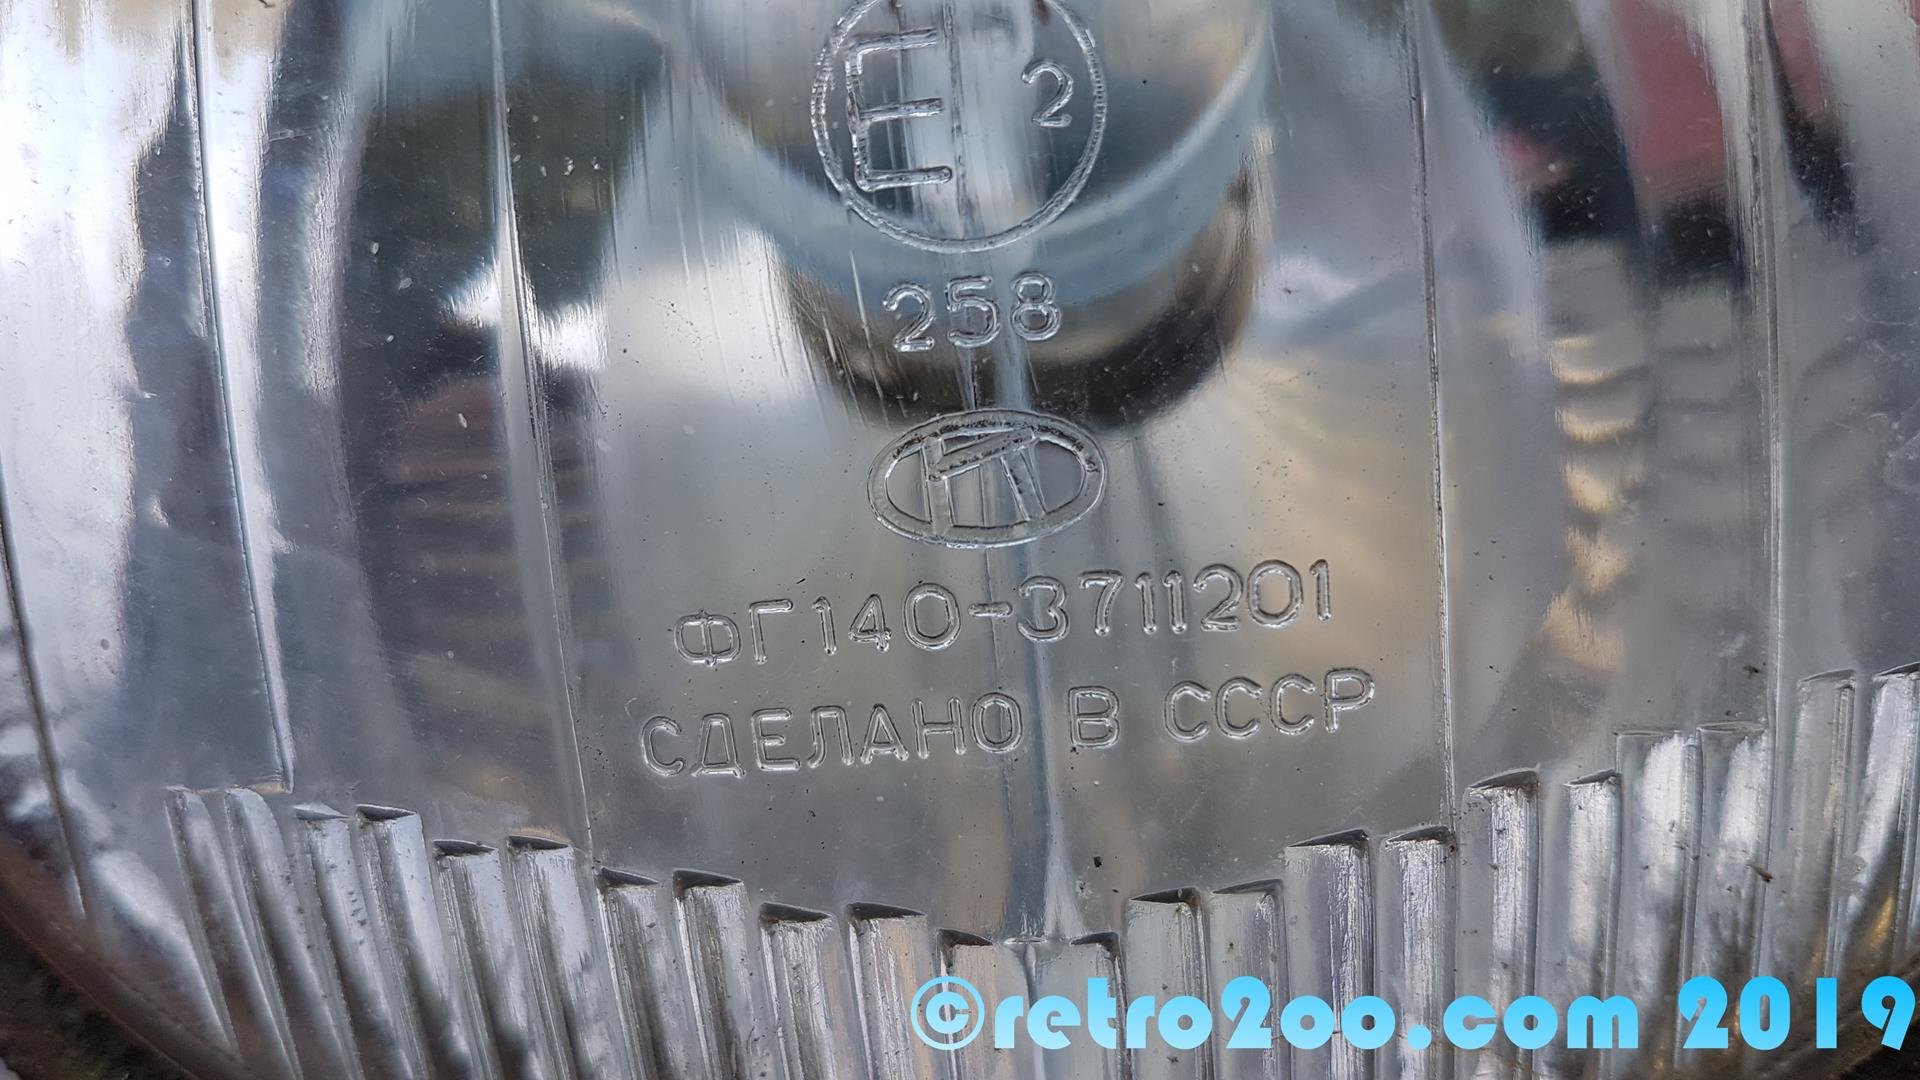 E 2
258
ФГ140-3711201
СДЕЛАНО В СССР
©retro2oo.com 2019